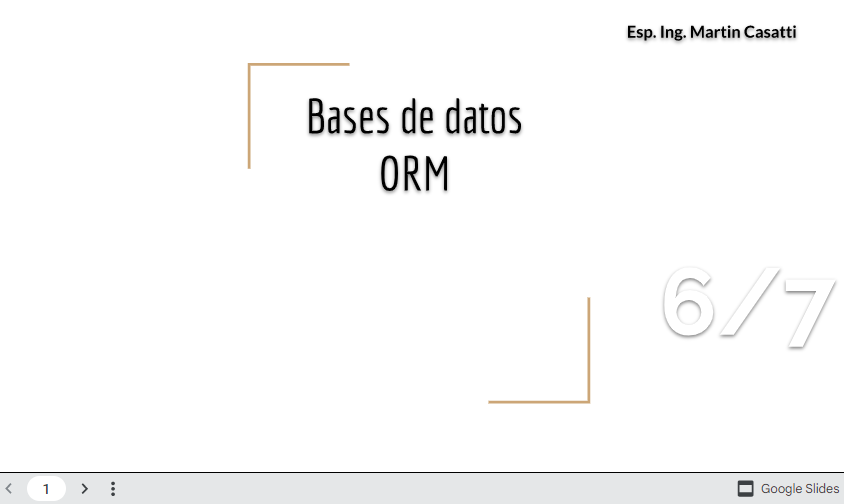 Esp. Ing. Martin Casatti
Bases de datos
ORM
6/7
1
Google Slides